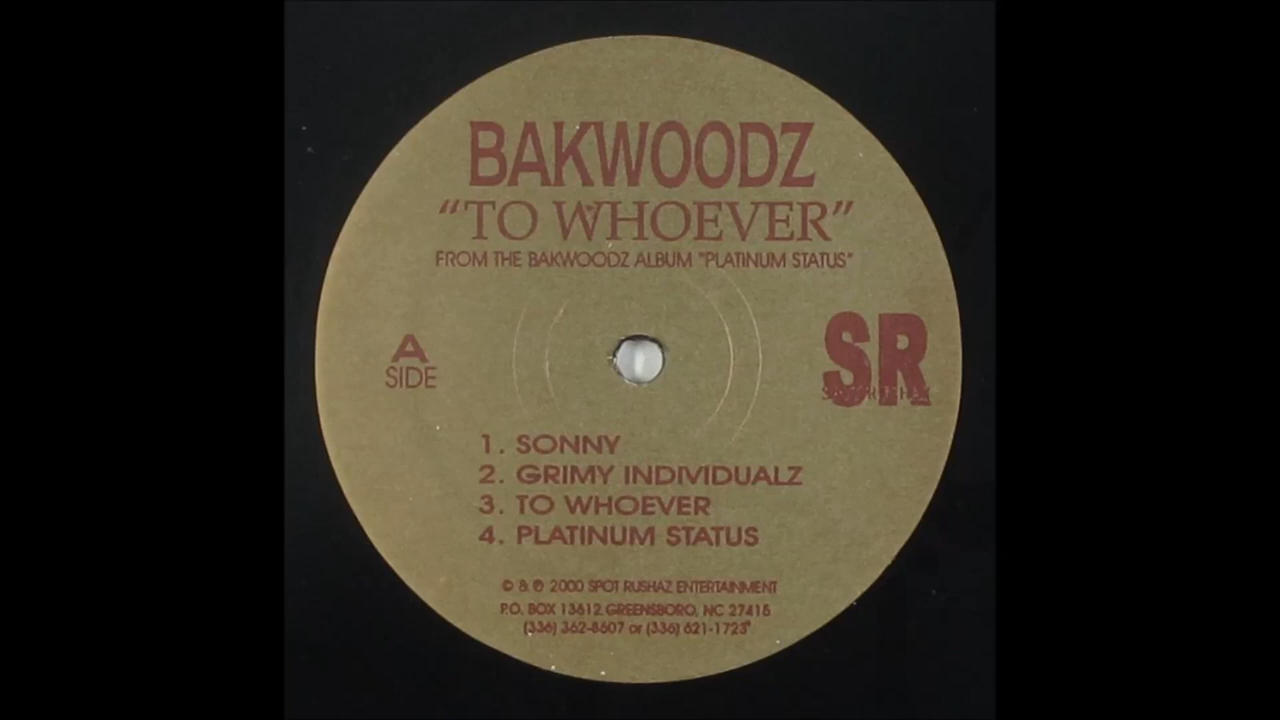 BAKWOODZ
“TO WHOEVER”
FROM THE BAKWOODZ ALBUM "PLATINUM STATUS"
A
SIDE
SR
1. SONNY
2. GRIMY INDIVIDUALZ
3. TO WHOEVER
4. PLATINUM STATUS
© & ℗ 2000 SPOT RUSHAZ ENTERTAINMENT
P.O. BOX 13612 GREENSBORO, NC 27415
(336) 362-8607 or (336) 621-1723